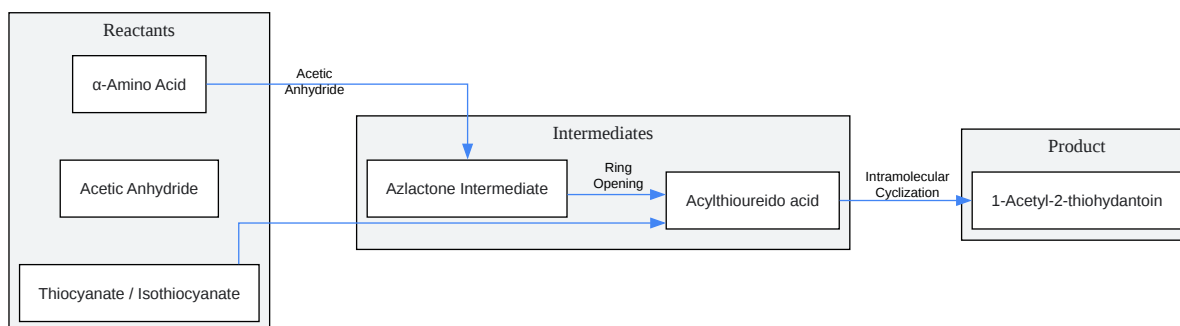 Reactants
α-Amino Acid
Acetic
Anhydride
Acetic Anhydride
Thiocyanate / Isothiocyanate
Intermediates
Azlactone Intermediate
Ring
Opening
Acylthioureido acid
Intramolecular
Cyclization
Product
1-Acetyl-2-thiohydantoin